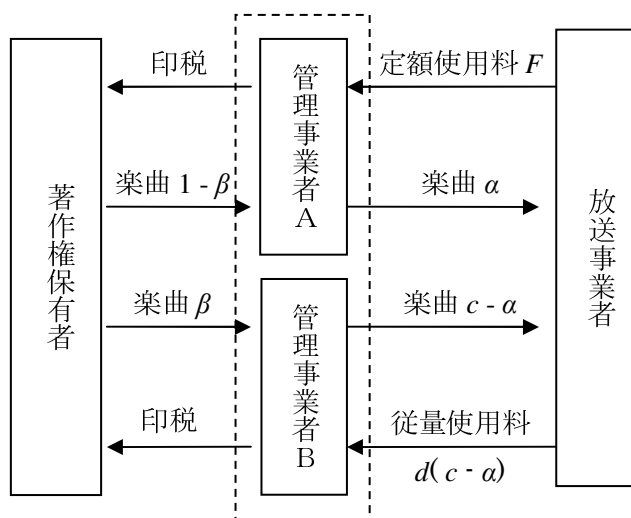 著作権保有者
印税
楽曲 1 - β
楽曲 β
印税
管理事業者A
管理事業者B
定額使用料 F
楽曲 α
楽曲 c - α
従量使用料
d( c - α)
放送事業者